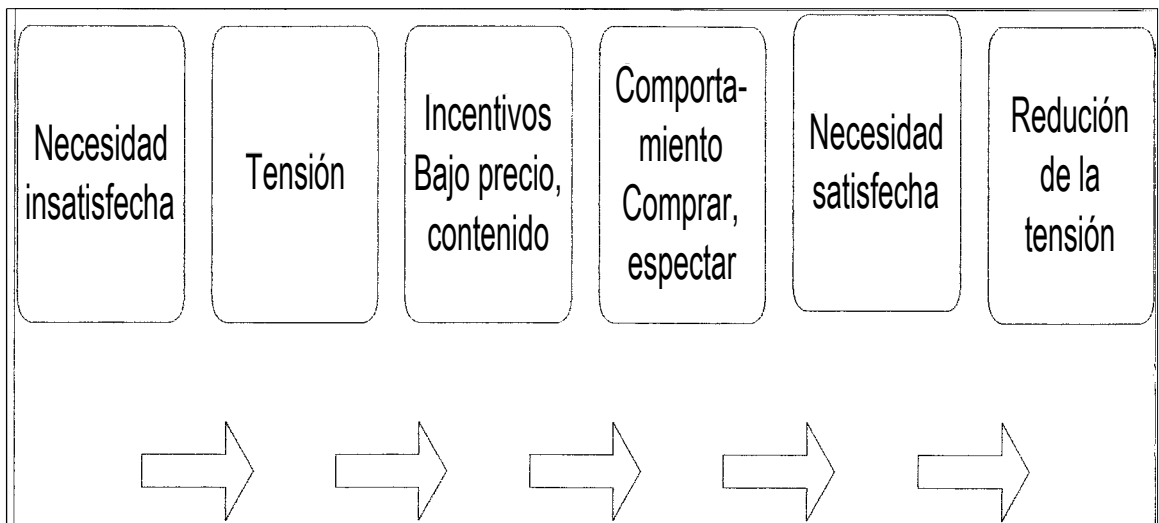 Necesidad
insatisfecha
Tensión
Incentivos
Bajo precio,
contenido
Comporta-
miento
Comprar,
espectar
Necesidad
satisfecha
Redución
de la
tensión